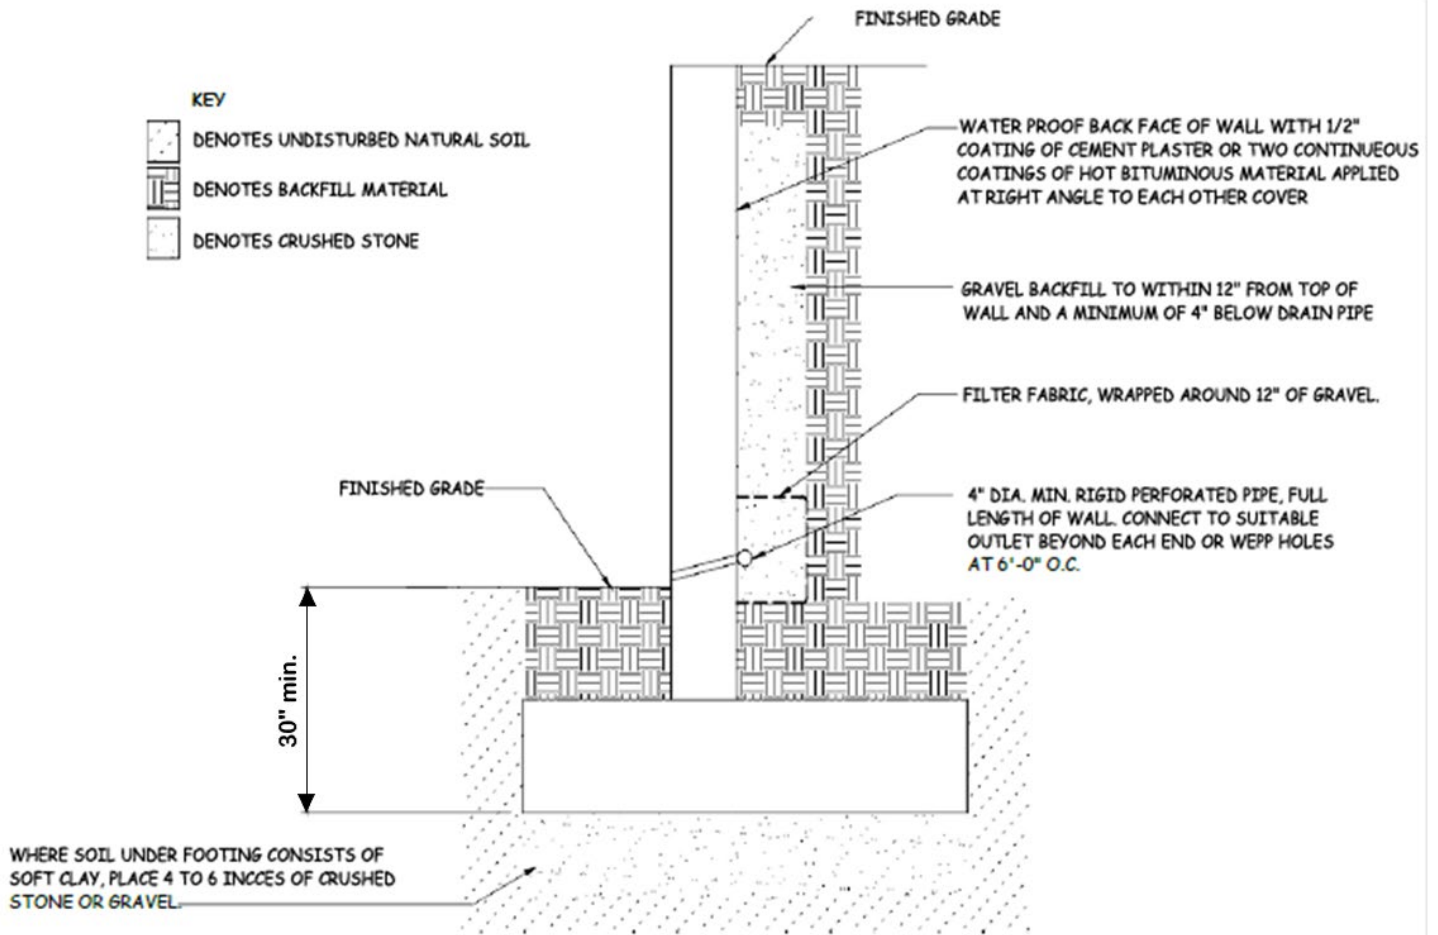 FINISHED GRADE
KEY
DENOTES UNDISTURBED NATURAL SOIL
DENOTES BACKFILL MATERIAL
DENOTES CRUSHED STONE
WATER PROOF BACK FACE OF WALL WITH 1/2"
COATING OF CEMENT PLASTER OR TWO CONTINUEOUS
COATINGS OF HOT BITUMINOUS MATERIAL APPLIED
AT RIGHT ANGLE TO EACH OTHER COVER
GRAVEL BACKFILL TO WITHIN 12" FROM TOP OF
WALL AND A MINIMUM OF 4" BELOW DRAIN PIPE
FILTER FABRIC, WRAPPED AROUND 12" OF GRAVEL.
FINISHED GRADE
4" DIA. MIN. RIGID PERFORATED PIPE, FULL
LENGTH OF WALL. CONNECT TO SUITABLE
OUTLET BEYOND EACH END OR WEPP HOLES
AT 6'-0" O.C.
30" min.
WHERE SOIL UNDER FOOTING CONSISTS OF
SOFT CLAY, PLACE 4 TO 6 INCCES OF CRUSHED
STONE OR GRAVEL.